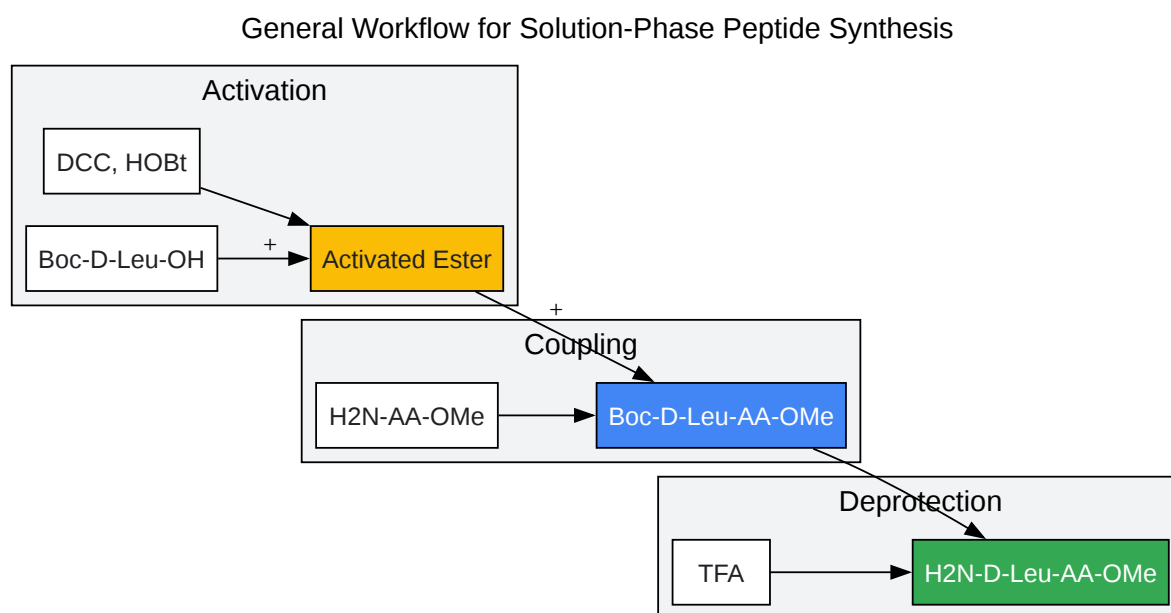 General Workflow for Solution-Phase Peptide Synthesis
Activation
DCC, HOBt
Boc-D-Leu-OH
+
Activated Ester
+
Coupling
H2N-AA-OMe
Boc-D-Leu-AA-OMe
Deprotection
TFA
H2N-D-Leu-AA-OMe